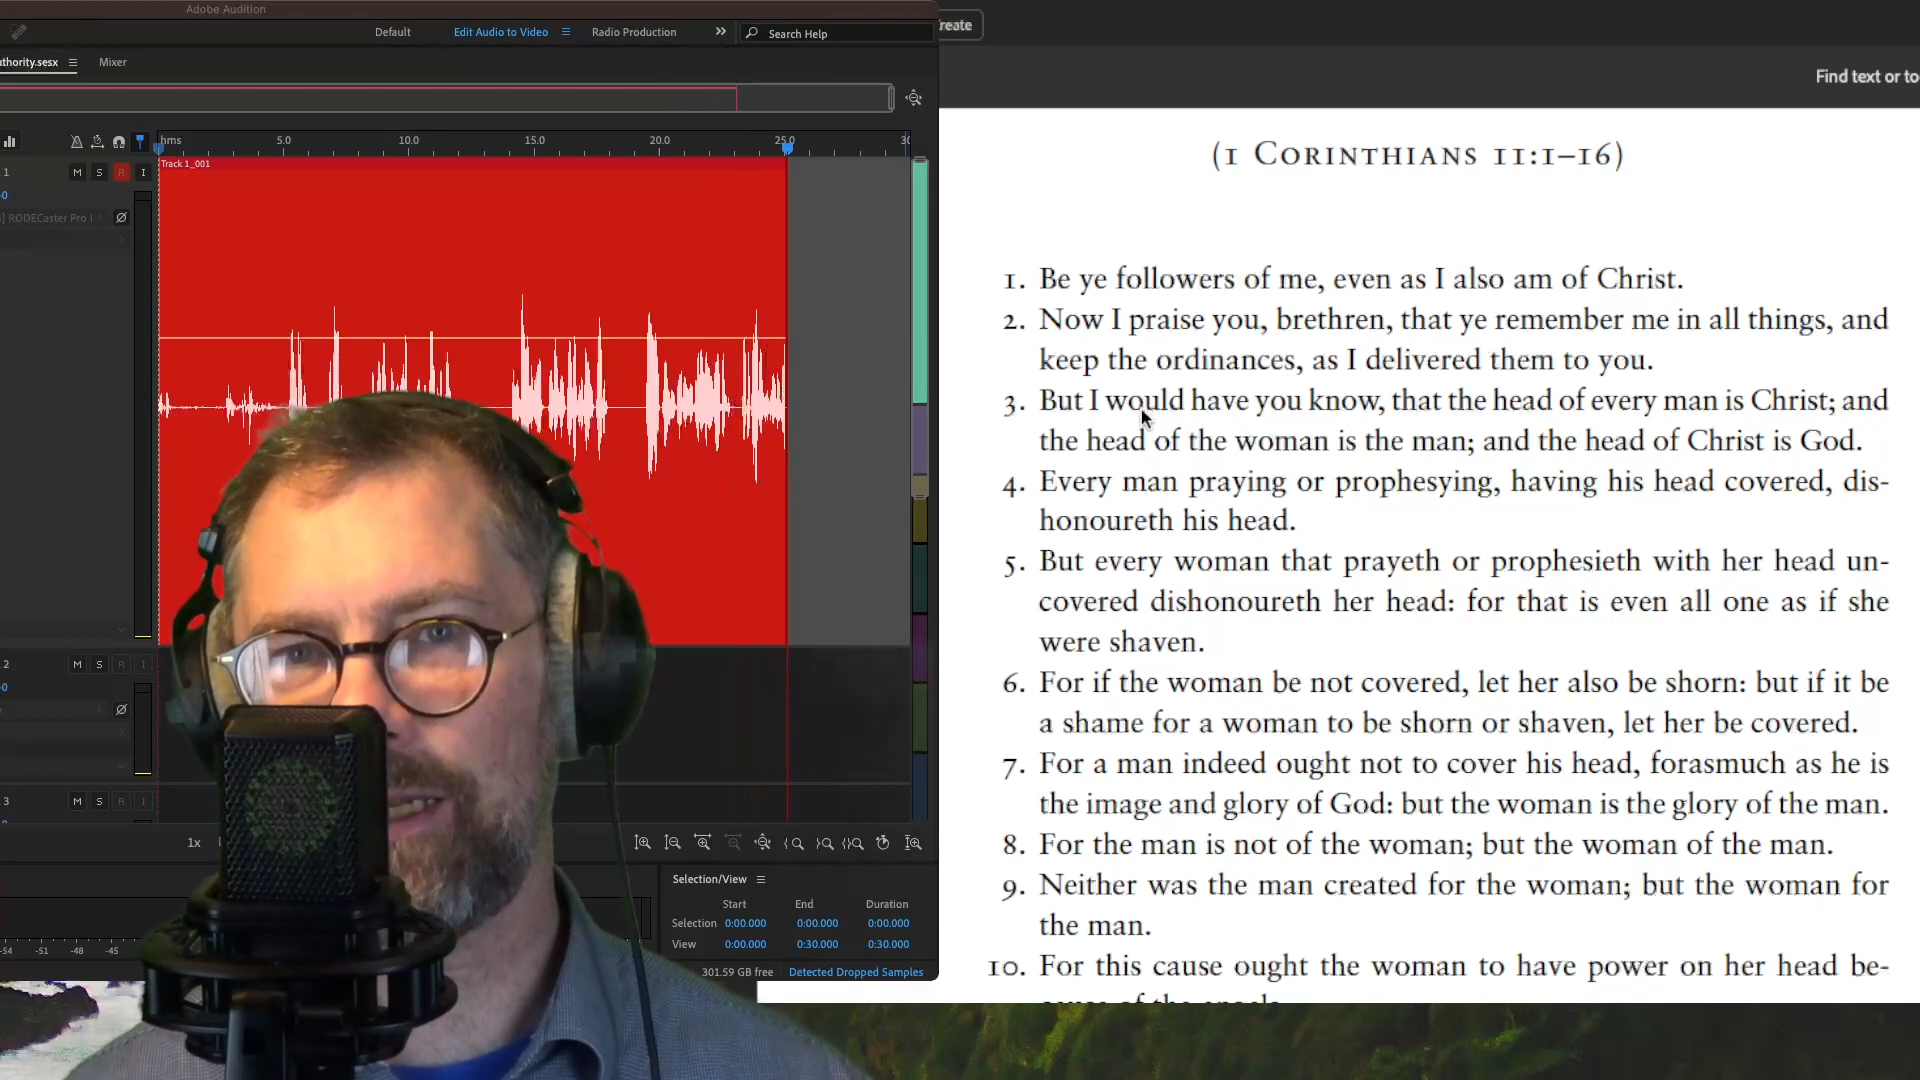 Adobe Audition
Default
Edit Audio to Video
Radio Production
Search Help
reate
uthority.sesx
Mixer
Find text or to
hms
5.0
10.0
15.0
20.0
25.0
30
Track 1_001
1
M
S
R
I
RØDECaster Pro I
2
M
S
R
I
3
M
S
R
I
1x
Selection/View
Start
End
Duration
Selection
0:00.000
0:00.000
0:00.000
View
0:00.000
0:30.000
0:30.000
-54
-51
-48
-45
301.59 GB free
Detected Dropped Samples
(1 CORINTHIANS 11:1–16)
1. Be ye followers of me, even as I also am of Christ.
2. Now I praise you, brethren, that ye remember me in all things, and
keep the ordinances, as I delivered them to you.
3. But I would have you know, that the head of every man is Christ; and
the head of the woman is the man; and the head of Christ is God.
4. Every man praying or prophesying, having his head covered, dis-
honoureth his head.
5. But every woman that prayeth or prophesieth with her head un-
covered dishonoureth her head: for that is even all one as if she
were shaven.
6. For if the woman be not covered, let her also be shorn: but if it be
a shame for a woman to be shorn or shaven, let her be covered.
7. For a man indeed ought not to cover his head, forasmuch as he is
the image and glory of God: but the woman is the glory of the man.
8. For the man is not of the woman; but the woman of the man.
9. Neither was the man created for the woman; but the woman for
the man.
10. For this cause ought the woman to have power on her head be-